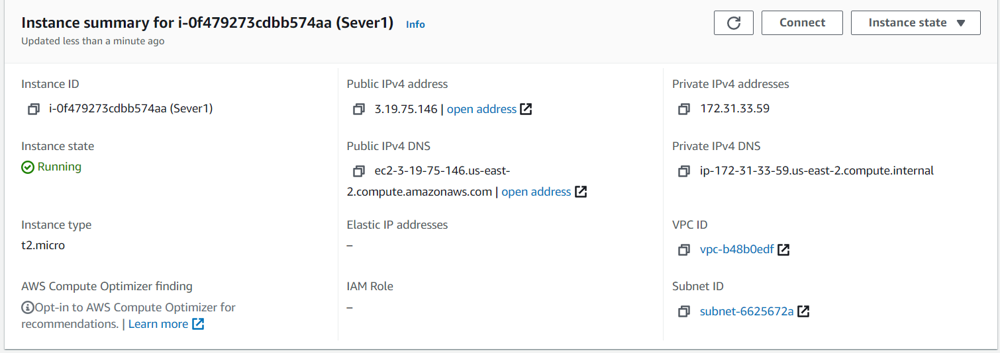 Instance summary for i-0f479273cdbb574aa (Sever1) Info
Updated less than a minute ago
Connect
Instance state
Instance ID
i-0f479273cdbb574aa (Sever1)
Public IPv4 address
3.19.75.146 | open address
Private IPv4 addresses
172.31.33.59
Instance state
Running
Public IPv4 DNS
ec2-3-19-75-146.us-east-
2.compute.amazonaws.com | open address
Private IPv4 DNS
ip-172-31-33-59.us-east-2.compute.internal
Instance type
t2.micro
Elastic IP addresses
–
VPC ID
vpc-b48b0edf
AWS Compute Optimizer finding
Opt-in to AWS Compute Optimizer for
recommendations. | Learn more
IAM Role
–
Subnet ID
subnet-6625672a